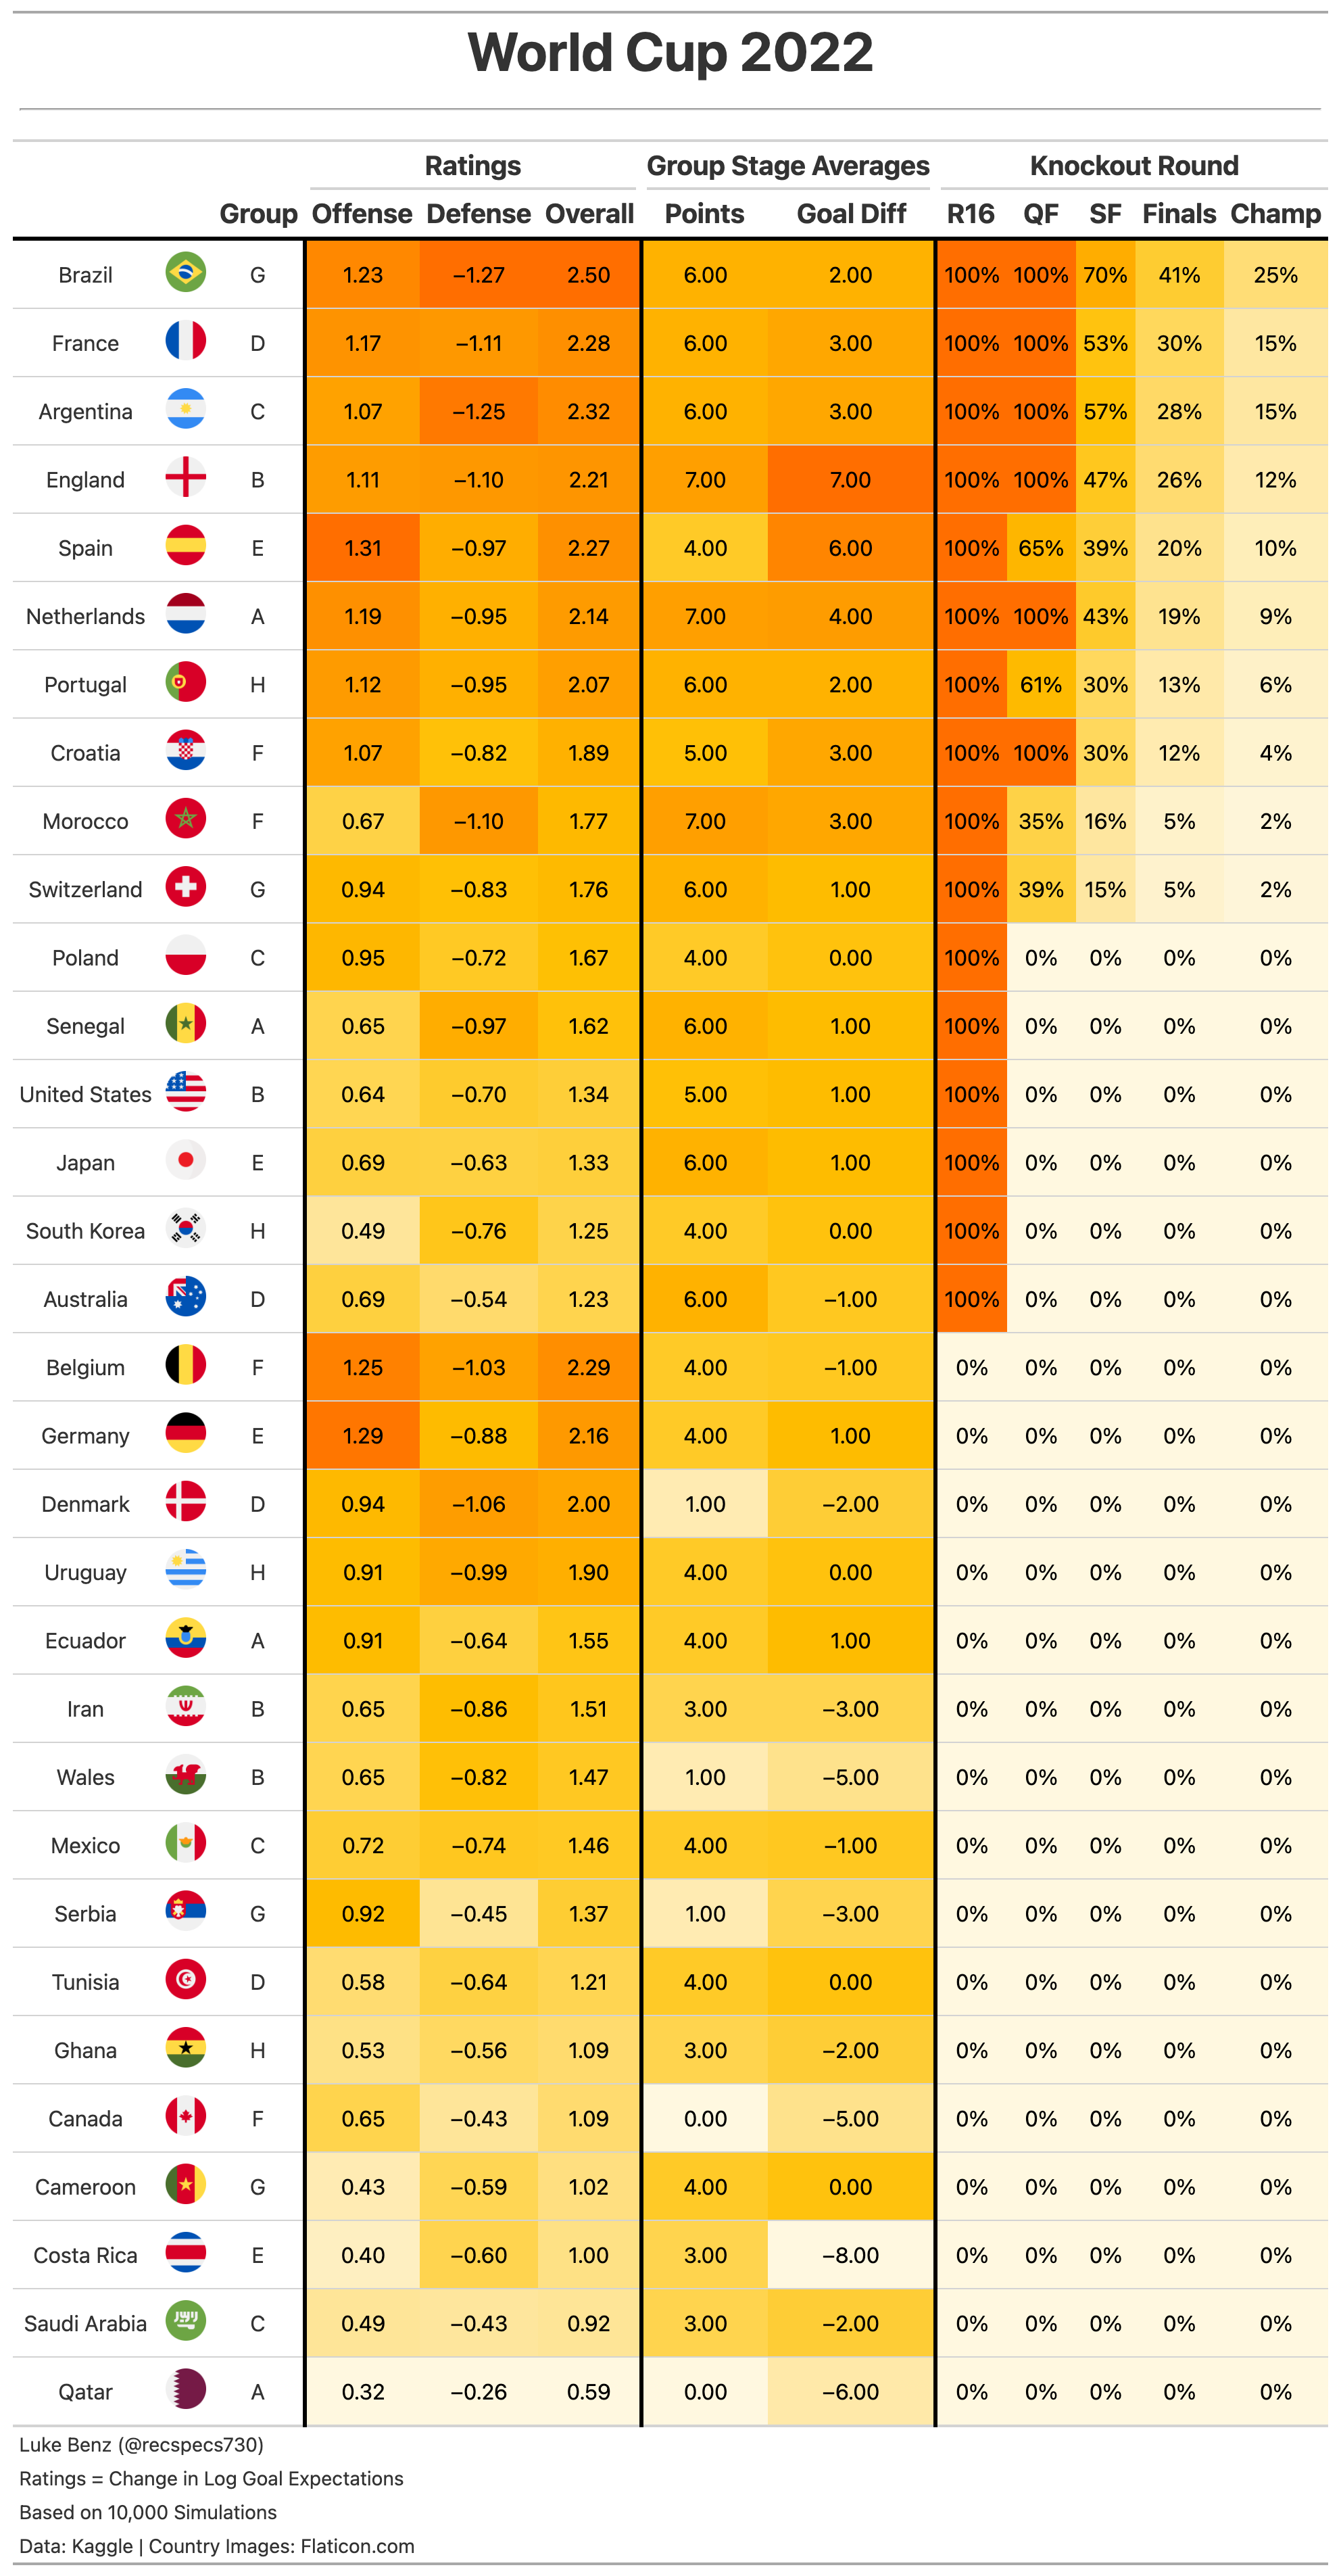 World Cup 2022
Ratings Group Stage Averages Knockout Round
Group Offense Defense Overall Points Goal Diff R16 QF SF Finals Champ
Brazil G 1.23 −1.27 2.50 6.00 2.00 100% 100% 70% 41% 25%
France D 1.17 −1.11 2.28 6.00 3.00 100% 100% 53% 30% 15%
Argentina C 1.07 −1.25 2.32 6.00 3.00 100% 100% 57% 28% 15%
England B 1.11 −1.10 2.21 7.00 7.00 100% 100% 47% 26% 12%
Spain E 1.31 −0.97 2.27 4.00 6.00 100% 65% 39% 20% 10%
Netherlands A 1.19 −0.95 2.14 7.00 4.00 100% 100% 43% 19% 9%
Portugal H 1.12 −0.95 2.07 6.00 2.00 100% 61% 30% 13% 6%
Croatia F 1.07 −0.82 1.89 5.00 3.00 100% 100% 30% 12% 4%
Morocco F 0.67 −1.10 1.77 7.00 3.00 100% 35% 16% 5% 2%
Switzerland G 0.94 −0.83 1.76 6.00 1.00 100% 39% 15% 5% 2%
Poland C 0.95 −0.72 1.67 4.00 0.00 100% 0% 0% 0% 0%
Senegal A 0.65 −0.97 1.62 6.00 1.00 100% 0% 0% 0% 0%
United States B 0.64 −0.70 1.34 5.00 1.00 100% 0% 0% 0% 0%
Japan E 0.69 −0.63 1.33 6.00 1.00 100% 0% 0% 0% 0%
South Korea H 0.49 −0.76 1.25 4.00 0.00 100% 0% 0% 0% 0%
Australia D 0.69 −0.54 1.23 6.00 −1.00 100% 0% 0% 0% 0%
Belgium F 1.25 −1.03 2.29 4.00 −1.00 0% 0% 0% 0% 0%
Germany E 1.29 −0.88 2.16 4.00 1.00 0% 0% 0% 0% 0%
Denmark D 0.94 −1.06 2.00 1.00 −2.00 0% 0% 0% 0% 0%
Uruguay H 0.91 −0.99 1.90 4.00 0.00 0% 0% 0% 0% 0%
Ecuador A 0.91 −0.64 1.55 4.00 1.00 0% 0% 0% 0% 0%
Iran B 0.65 −0.86 1.51 3.00 −3.00 0% 0% 0% 0% 0%
Wales B 0.65 −0.82 1.47 1.00 −5.00 0% 0% 0% 0% 0%
Mexico C 0.72 −0.74 1.46 4.00 −1.00 0% 0% 0% 0% 0%
Serbia G 0.92 −0.45 1.37 1.00 −3.00 0% 0% 0% 0% 0%
Tunisia D 0.58 −0.64 1.21 4.00 0.00 0% 0% 0% 0% 0%
Ghana H 0.53 −0.56 1.09 3.00 −2.00 0% 0% 0% 0% 0%
Canada F 0.65 −0.43 1.09 0.00 −5.00 0% 0% 0% 0% 0%
Cameroon G 0.43 −0.59 1.02 4.00 0.00 0% 0% 0% 0% 0%
Costa Rica E 0.40 −0.60 1.00 3.00 −8.00 0% 0% 0% 0% 0%
Saudi Arabia C 0.49 −0.43 0.92 3.00 −2.00 0% 0% 0% 0% 0%
Qatar A 0.32 −0.26 0.59 0.00 −6.00 0% 0% 0% 0% 0%
Luke Benz (@recspecs730)
Ratings = Change in Log Goal Expectations
Based on 10,000 Simulations
Data: Kaggle | Country Images: Flaticon.com